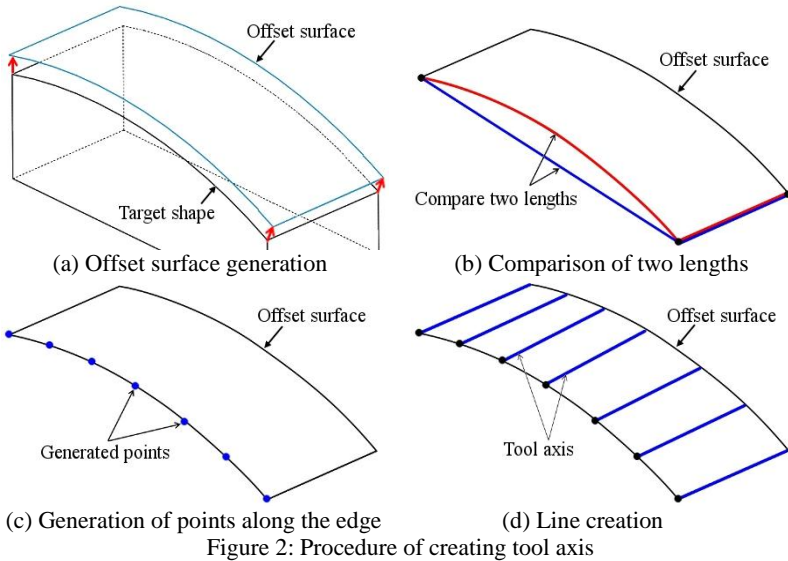 Offset surface
Target shape
(a) Offset surface generation
Offset surface
Compare two lengths
(b) Comparison of two lengths
Offset surface
Generated points
(c) Generation of points along the edge
Offset surface
Tool axis
(d) Line creation
Figure 2: Procedure of creating tool axis